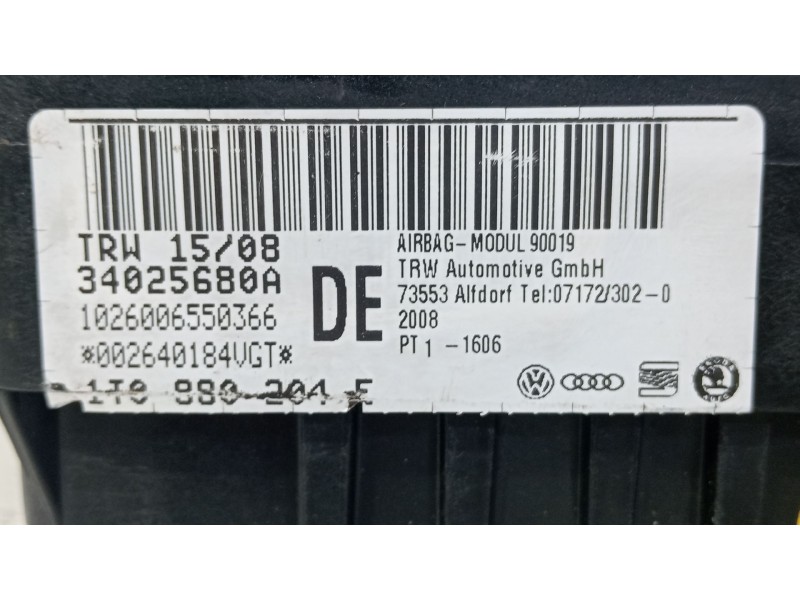 TRW 15/08
34025680A
1026006550366
*002640184VGT*
1T0 880 204 E
DE
AIRBAG-MODUL 90019
TRW Automotive GmbH
73553 Alfdorf Tel:07172/302-0
2008
PT 1 -1606